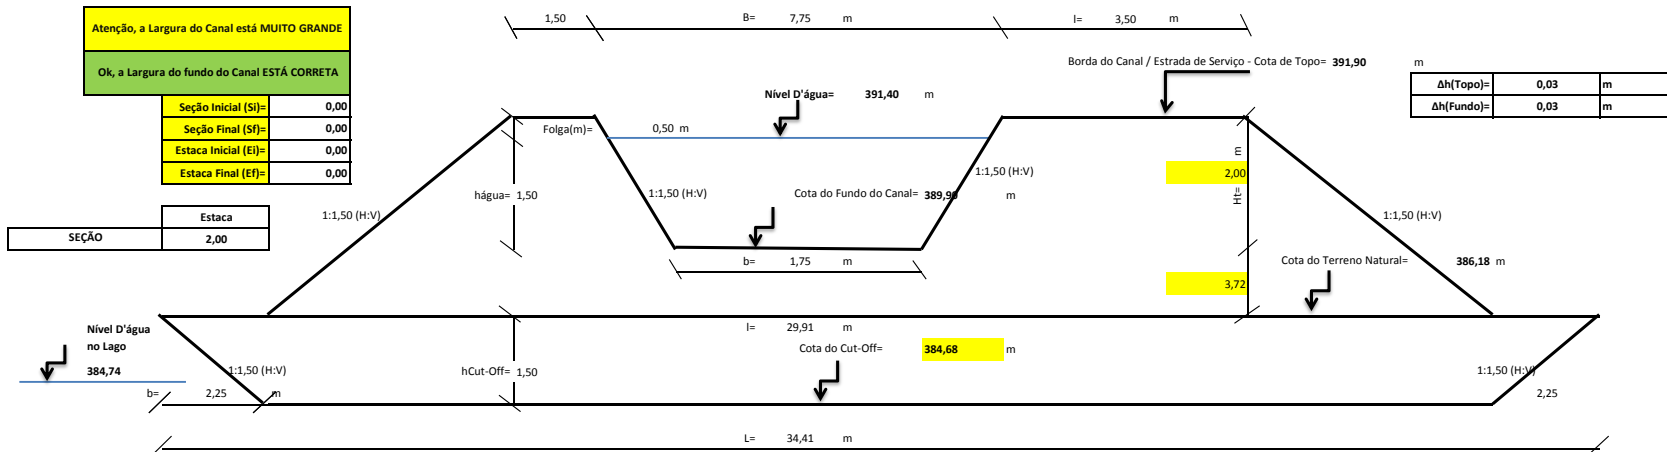 1,50 B= 7,75 m l= 3,50 m
Atenção, a Largura do Canal está MUITO GRANDE
Ok, a Largura do fundo do Canal ESTÁ CORRETA
Borda do Canal / Estrada de Serviço - Cota de Topo= 391,90 m
Δh(Topo)= 0,03 m
Δh(Fundo)= 0,03 m
Nível D'água= 391,40 m
Seção Inicial (Si)= 0,00
Seção Final (Sf)= 0,00
Estaca Inicial (Ei)= 0,00
Estaca Final (Ef)= 0,00
Folga(m)= 0,50 m
Ht= m
2,00
1:1,50 (H:V)
1:1,50 (H:V)
hágua= 1,50
Cota do Fundo do Canal= 389,90 m
1:1,50 (H:V)
1:1,50 (H:V)
Estaca
SEÇÃO 2,00
b= 1,75 m
Cota do Terreno Natural= 386,18 m
3,72
Nível D'água
no Lago
384,74
l= 29,91 m
Cota do Cut-Off= 384,68 m
1:1,50 (H:V)
hCut-Off= 1,50
1:1,50 (H:V)
b= 2,25 m
2,25
L= 34,41 m